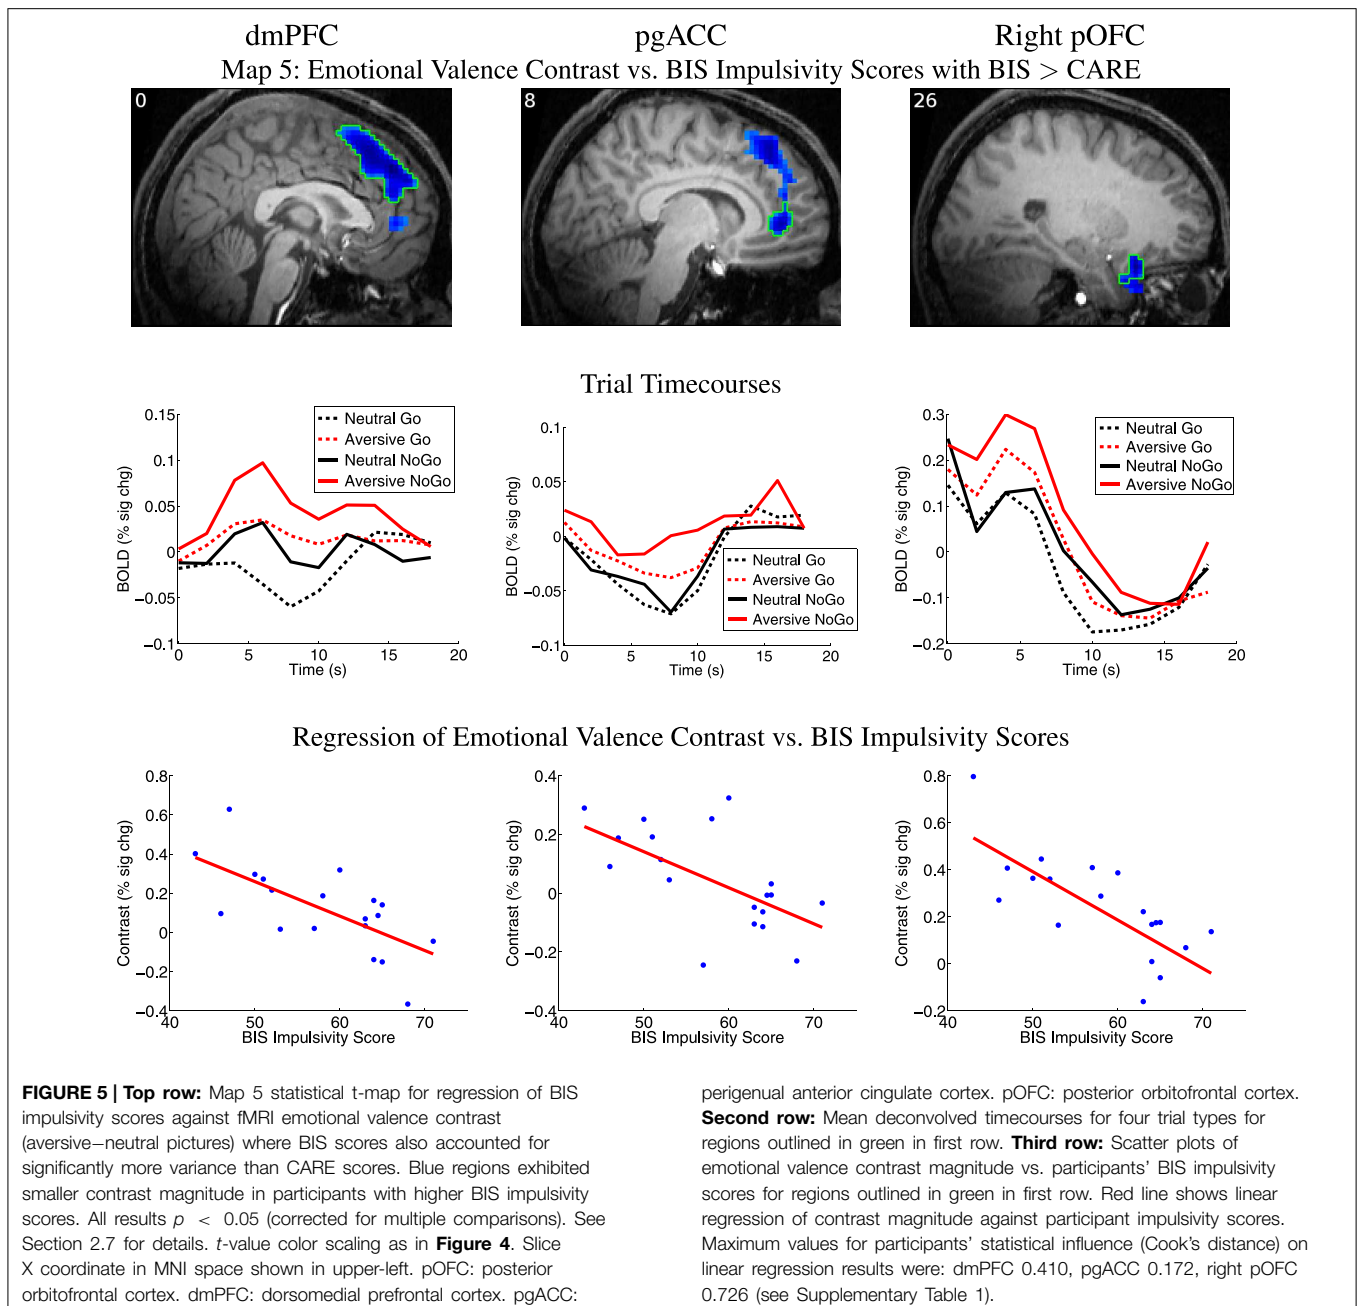 dmPFC pgACC Right pOFC
Map 5: Emotional Valence Contrast vs. BIS Impulsivity Scores with BIS > CARE
0 8 26
Trial Timecourses
0.15
0.1
0.05
0
−0.05
−0.1
BOLD (% sig chg)
Neutral Go
Aversive Go
Neutral NoGo
Aversive NoGo
0 5 10 15 20
Time (s)
0.1
0.05
0
−0.05
−0.1
BOLD (% sig chg)
Neutral Go
Aversive Go
Neutral NoGo
Aversive NoGo
0 5 10 15 20
Time (s)
0.3
0.2
0.1
0
−0.1
−0.2
BOLD (% sig chg)
Neutral Go
Aversive Go
Neutral NoGo
Aversive NoGo
0 5 10 15 20
Time (s)
Regression of Emotional Valence Contrast vs. BIS Impulsivity Scores
0.8
0.6
0.4
0.2
0
−0.2
−0.4
Contrast (% sig chg)
40 50 60 70
BIS Impulsivity Score
0.4
0.2
0
−0.2
−0.4
Contrast (% sig chg)
40 50 60 70
BIS Impulsivity Score
0.8
0.6
0.4
0.2
0
−0.2
Contrast (% sig chg)
40 50 60 70
BIS Impulsivity Score
FIGURE 5 | Top row: Map 5 statistical t-map for regression of BIS
impulsivity scores against fMRI emotional valence contrast
(aversive−neutral pictures) where BIS scores also accounted for
significantly more variance than CARE scores. Blue regions exhibited
smaller contrast magnitude in participants with higher BIS impulsivity
scores. All results p < 0.05 (corrected for multiple comparisons). See
Section 2.7 for details. t-value color scaling as in Figure 4. Slice
X coordinate in MNI space shown in upper-left. pOFC: posterior
orbitofrontal cortex. dmPFC: dorsomedial prefrontal cortex. pgACC:
perigenual anterior cingulate cortex. pOFC: posterior orbitofrontal cortex.
Second row: Mean deconvolved timecourses for four trial types for
regions outlined in green in first row. Third row: Scatter plots of
emotional valence contrast magnitude vs. participants' BIS impulsivity
scores for regions outlined in green in first row. Red line shows linear
regression of contrast magnitude against participant impulsivity scores.
Maximum values for participants' statistical influence (Cook's distance) on
linear regression results were: dmPFC 0.410, pgACC 0.172, right pOFC
0.726 (see Supplementary Table 1).